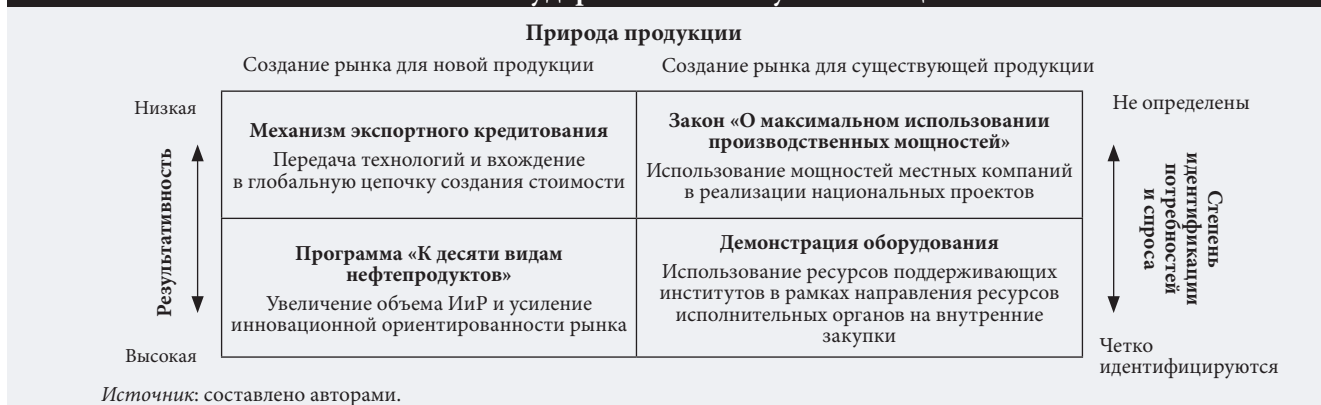 Природа продукции
Создание рынка для новой продукции
Создание рынка для существующей продукции
Низкая
Результативность
Высокая
Механизм экспортного кредитования
Передача технологий и вхождение
в глобальную цепочку создания стоимости
Закон «О максимальном использовании
производственных мощностей»
Использование мощностей местных компаний
в реализации национальных проектов
Программа «К десяти видам
нефтепродуктов»
Увеличение объема ИиР и усиление
инновационной ориентированности рынка
Демонстрация оборудования
Использование ресурсов поддерживающих
институтов в рамках направления ресурсов
исполнительных органов на внутренние
закупки
Не определены
Степень
идентификации
потребностей
и спроса
Четко
идентифицируются
Источник: составлено авторами.